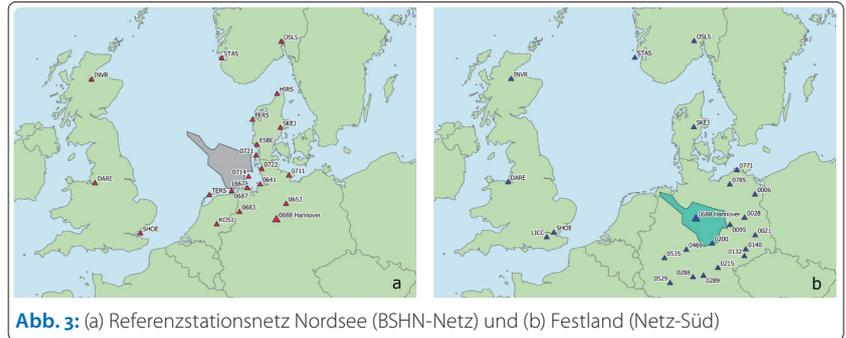 OSLS
STAS
INVR
HIRS
FERS
SKEJ
ESBC
0721
0722
0714
0711
1667
0641
DARE
TERS
0687
0653
0683
0688 Hannover
KOS1
SHOE
a
OSLS
STAS
INVR
SKEJ
0771
0785
DARE
0006
0688 Hannover
0028
SHOE
LICC
0095
0021
0200
0469
0140
0132
0535
0215
0288
0529
0289
b
Abb. 3: (a) Referenzstationsnetz Nordsee (BSHN-Netz) und (b) Festland (Netz-Süd)